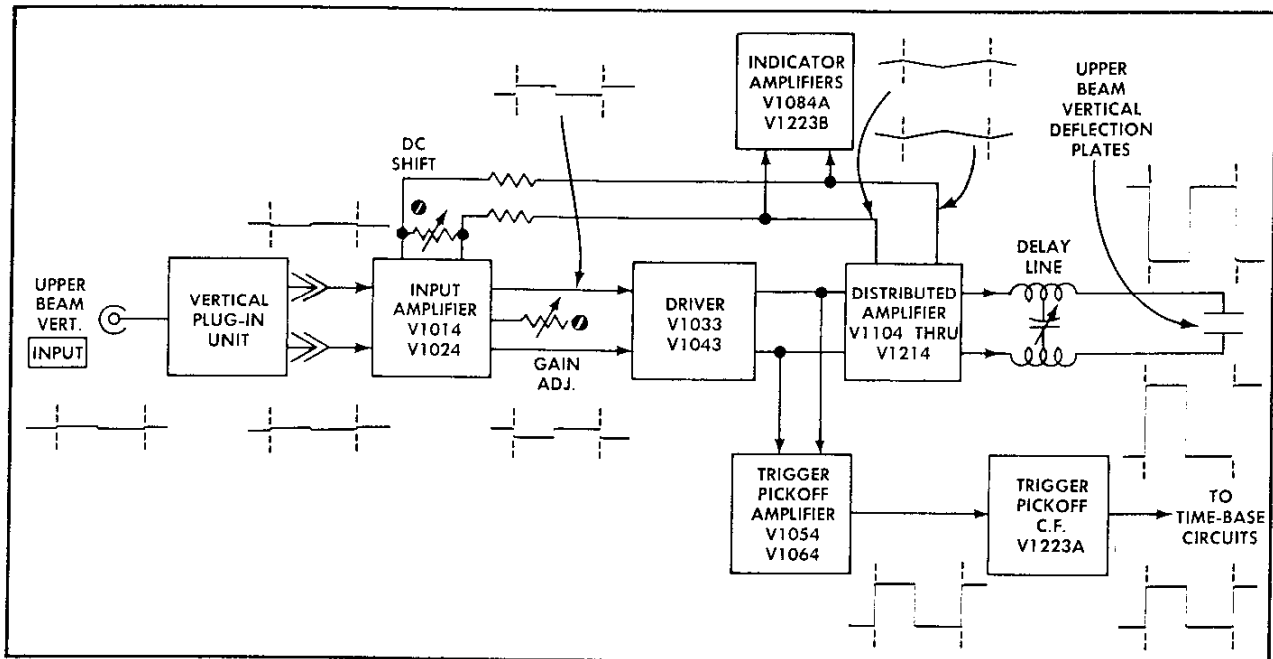 INDICATOR
AMPLIFIERS
V1084A
V1223B
UPPER
BEAM
VERTICAL
DEFLECTION
PLATES
DC
SHIFT
UPPER
BEAM
VERT.
INPUT
VERTICAL
PLUG-IN
UNIT
INPUT
AMPLIFIER
V1014
V1024
GAIN
ADJ.
DRIVER
V1033
V1043
DISTRIBUTED
AMPLIFIER
V1104 THRU
V1214
DELAY
LINE
TRIGGER
PICKOFF
AMPLIFIER
V1054
V1064
TRIGGER
PICKOFF
C.F.
V1223A
TO
TIME-BASE
CIRCUITS